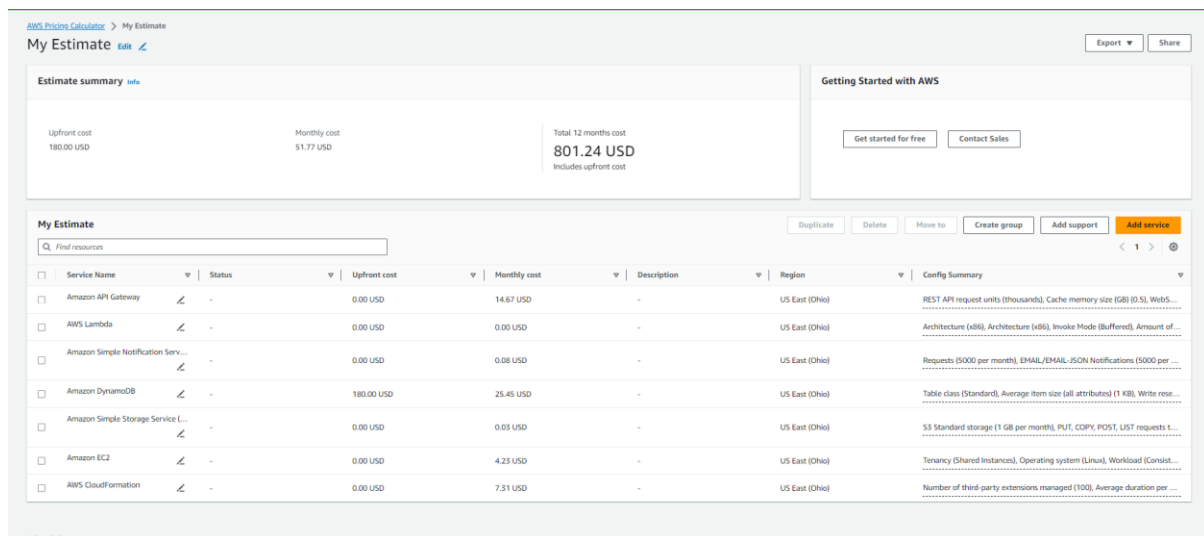 AWS Pricing Calculator > My Estimate
My Estimate Edit
Export Share
Estimate summary Info
Getting Started with AWS
Upfront cost Monthly cost Total 12 months cost
180.00 USD 51.77 USD 801.24 USD
Includes upfront cost
Get started for free Contact Sales
My Estimate Duplicate Delete Move to Create group Add support Add service
Find resources < 1 >
Service Name Status Upfront cost Monthly cost Description Region Config Summary
Amazon API Gateway - 0.00 USD 14.67 USD - US East (Ohio) REST API request units (thousands), Cache memory size (GB) (0.5), WebS...
AWS Lambda - 0.00 USD 0.00 USD - US East (Ohio) Architecture (x86), Architecture (x86), Invoke Mode (Buffered), Amount of...
Amazon Simple Notification Serv... - 0.00 USD 0.08 USD - US East (Ohio) Requests (5000 per month), EMAIL/EMAIL-JSON Notifications (5000 per ...
Amazon DynamoDB - 180.00 USD 25.45 USD - US East (Ohio) Table class (Standard), Average item size (all attributes) (1 KB), Write rese...
Amazon Simple Storage Service (... - 0.00 USD 0.03 USD - US East (Ohio) S3 Standard storage (1 GB per month), PUT, COPY, POST, LIST requests t...
Amazon EC2 - 0.00 USD 4.23 USD - US East (Ohio) Tenancy (Shared Instances), Operating system (Linux), Workload (Consist...
AWS CloudFormation - 0.00 USD 7.31 USD - US East (Ohio) Number of third-party extensions managed (100), Average duration per ...